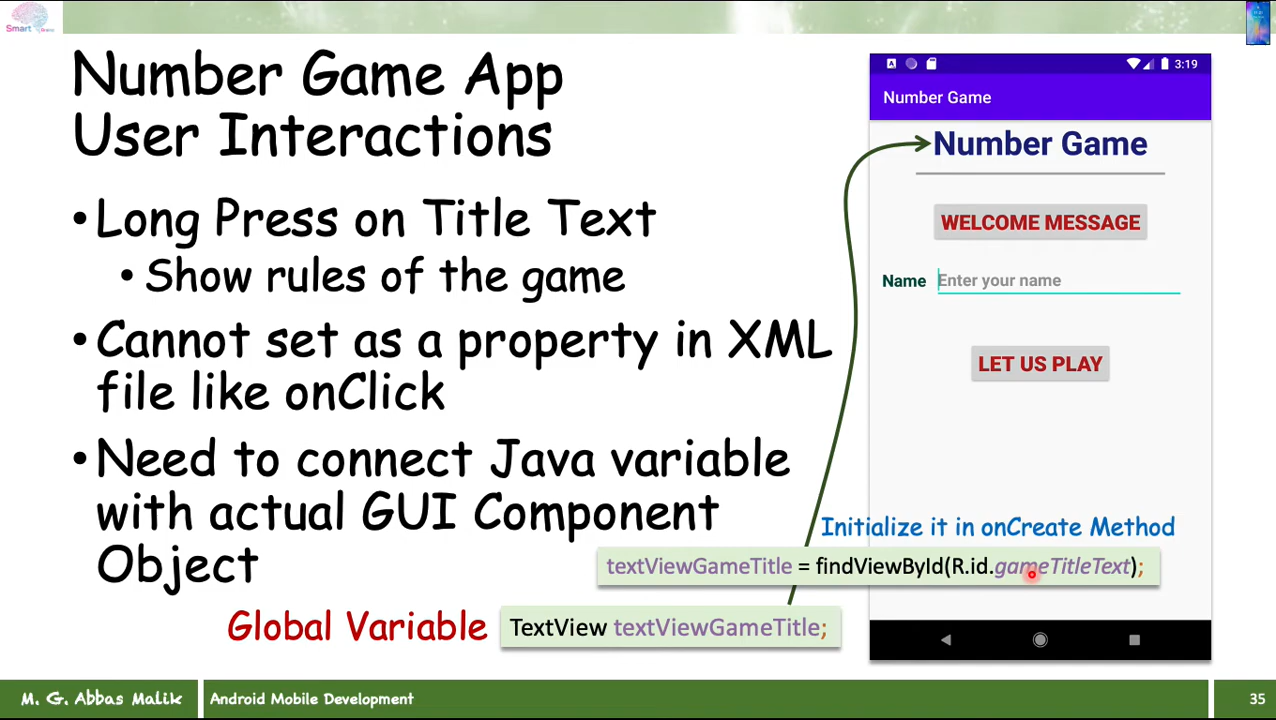 Smart Brains
Number Game App
User Interactions
•Long Press on Title Text
•Show rules of the game
•Cannot set as a property in XML
file like onClick
•Need to connect Java variable
with actual GUI Component
Object
Global Variable
TextView textViewGameTitle;
Initialize it in onCreate Method
textViewGameTitle = findViewById(R.id.gameTitleText);
A
3:19
Number Game
Number Game
WELCOME MESSAGE
Name Enter your name
LET US PLAY
M. G. Abbas Malik
Android Mobile Development
35